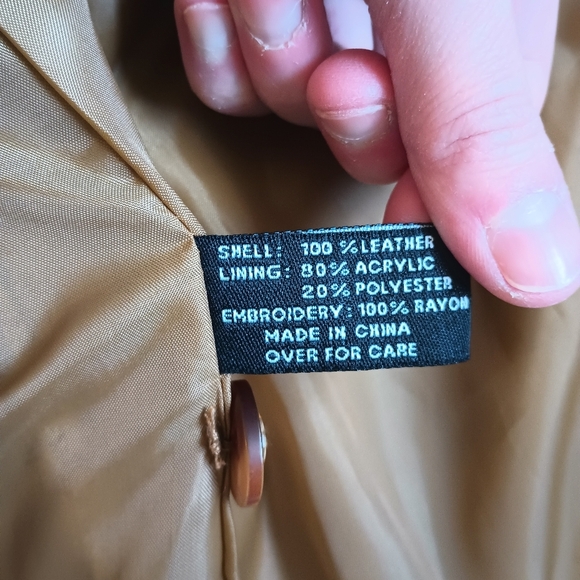 SHELL: 100 % LEATHER
LINING: 80% ACRYLIC
20% POLYESTER
EMBROIDERY: 100% RAYON
MADE IN CHINA
OVER FOR CARE